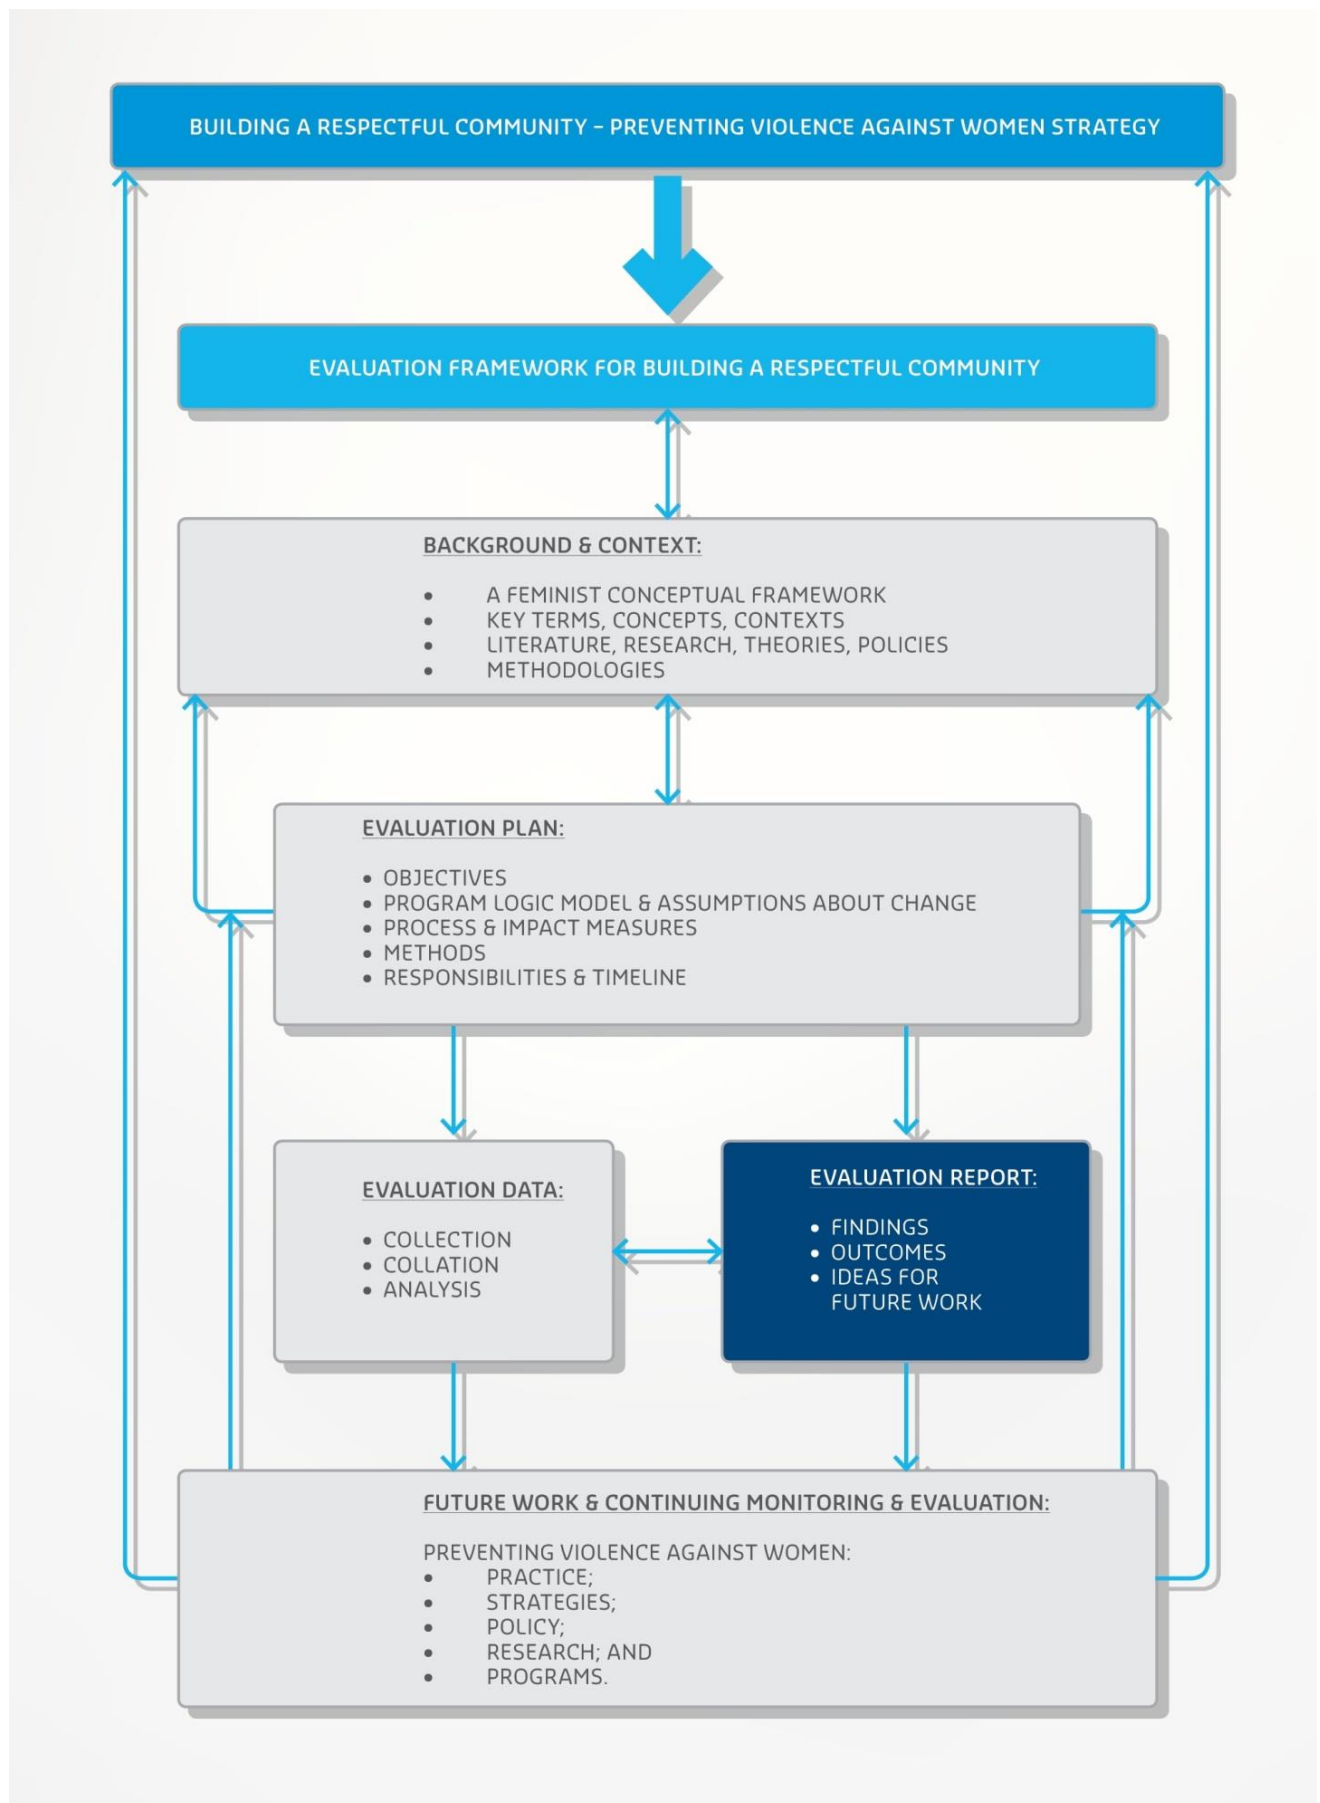 BUILDING A RESPECTFUL COMMUNITY – PREVENTING VIOLENCE AGAINST WOMEN STRATEGY
EVALUATION FRAMEWORK FOR BUILDING A RESPECTFUL COMMUNITY
BACKGROUND & CONTEXT:
• A FEMINIST CONCEPTUAL FRAMEWORK
• KEY TERMS, CONCEPTS, CONTEXTS
• LITERATURE, RESEARCH, THEORIES, POLICIES
• METHODOLOGIES
EVALUATION PLAN:
• OBJECTIVES
• PROGRAM LOGIC MODEL & ASSUMPTIONS ABOUT CHANGE
• PROCESS & IMPACT MEASURES
• METHODS
• RESPONSIBILITIES & TIMELINE
EVALUATION DATA:
• COLLECTION
• COLLATION
• ANALYSIS
EVALUATION REPORT:
• FINDINGS
• OUTCOMES
• IDEAS FOR
FUTURE WORK
FUTURE WORK & CONTINUING MONITORING & EVALUATION:
PREVENTING VIOLENCE AGAINST WOMEN:
• PRACTICE;
• STRATEGIES;
• POLICY;
• RESEARCH; AND
• PROGRAMS.